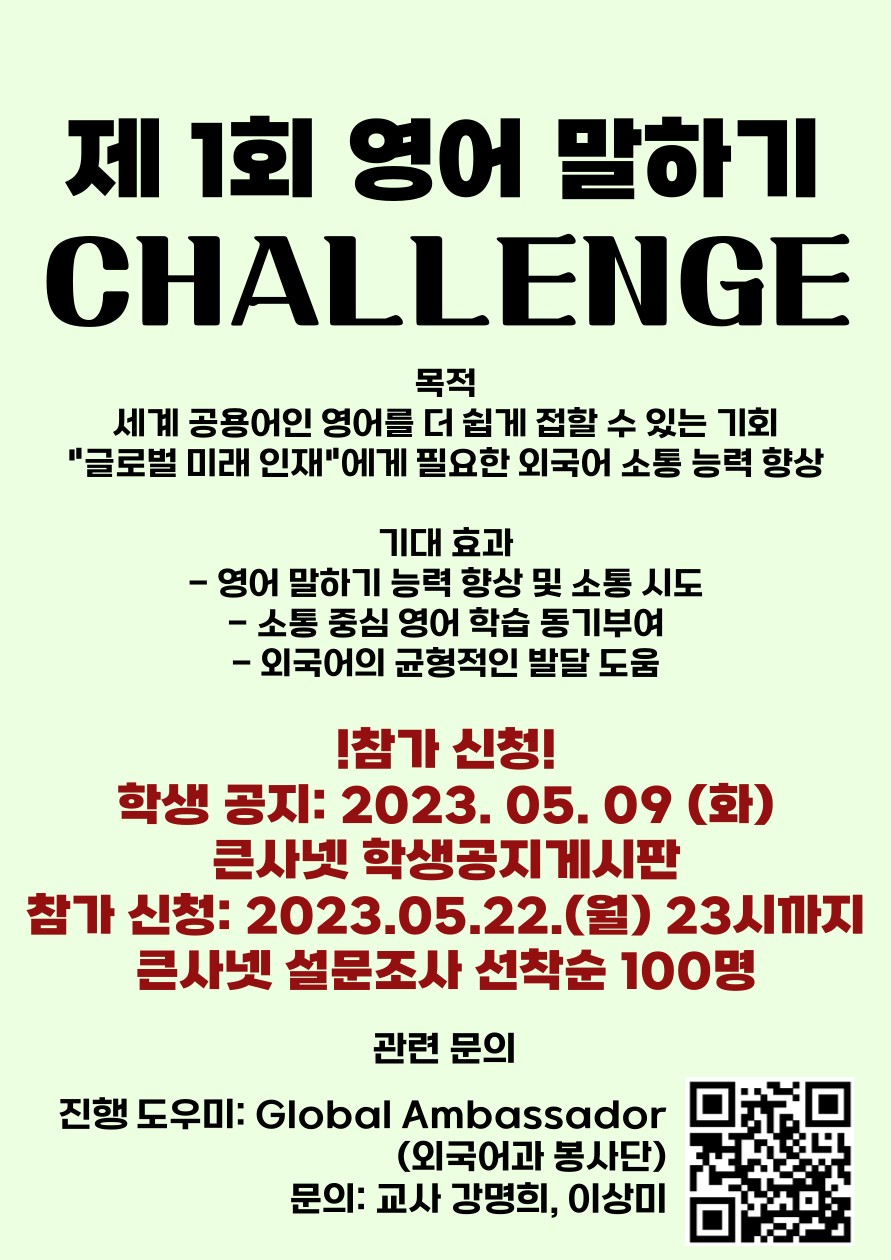 제 1회 영어 말하기
CHALLENGE
목적
세계 공용어인 영어를 더 쉽게 접할 수 있는 기회
"글로벌 미래 인재"에게 필요한 외국어 소통 능력 향상
기대 효과
- 영어 말하기 능력 향상 및 소통 시도
- 소통 중심 영어 학습 동기부여
- 외국어의 균형적인 발달 도움
!참가 신청!
학생 공지: 2023. 05. 09 (화)
큰사넷 학생공지게시판
참가 신청: 2023.05.22.(월) 23시까지
큰사넷 설문조사 선착순 100명
관련 문의
진행 도우미: Global Ambassador
(외국어과 봉사단)
문의: 교사 강명희, 이상미